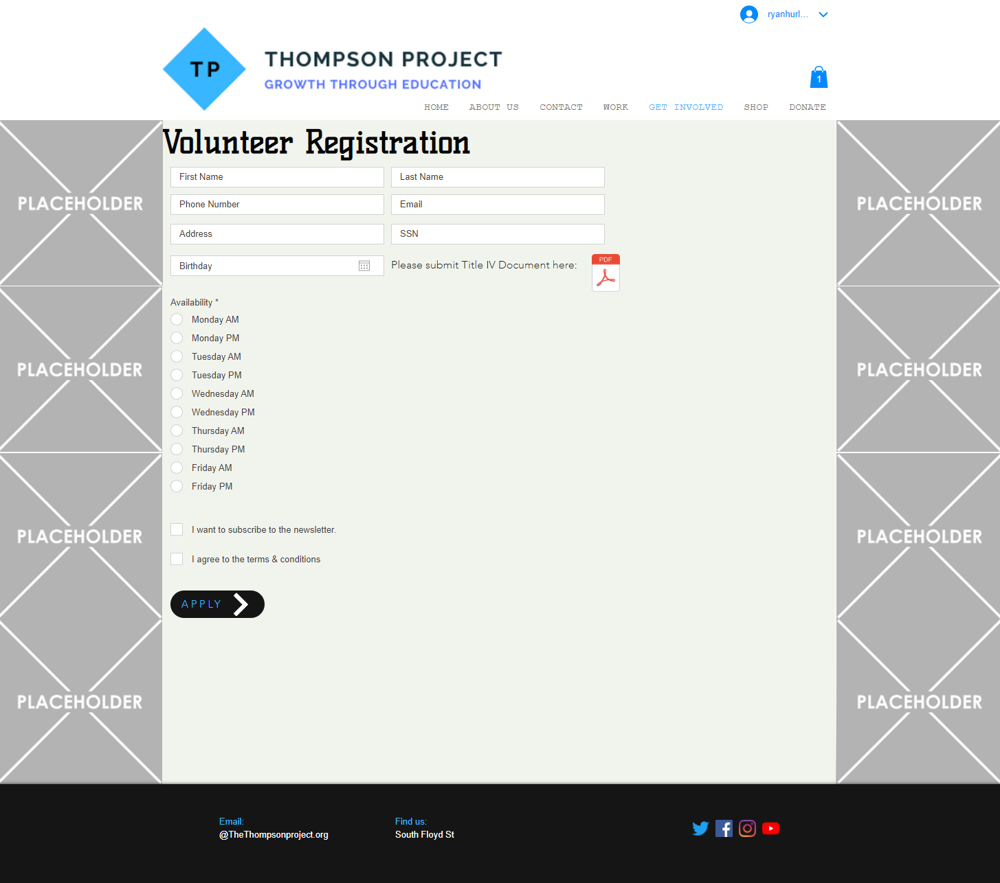 ryanhurl...
TP
THOMPSON PROJECT
GROWTH THROUGH EDUCATION
1
HOME ABOUT US CONTACT WORK GET INVOLVED SHOP DONATE
Volunteer Registration
First Name Last Name
Phone Number Email
Address SSN
Birthday Please submit Title IV Document here: PDF
Availability *
Monday AM
Monday PM
Tuesday AM
Tuesday PM
Wednesday AM
Wednesday PM
Thursday AM
Thursday PM
Friday AM
Friday PM
I want to subscribe to the newsletter.
I agree to the terms & conditions
APPLY
PLACEHOLDER PLACEHOLDER
PLACEHOLDER PLACEHOLDER
PLACEHOLDER PLACEHOLDER
PLACEHOLDER PLACEHOLDER
Email: Find us:
@TheThompsonproject.org South Floyd St